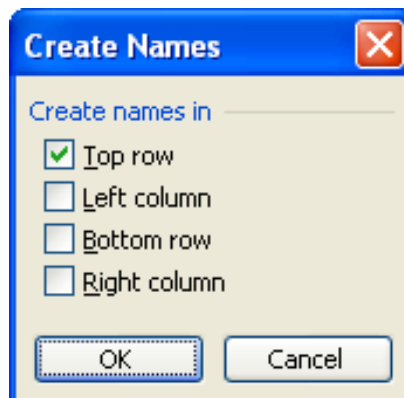 Create Names
Create names in
Top row
Left column
Bottom row
Right column
OK Cancel